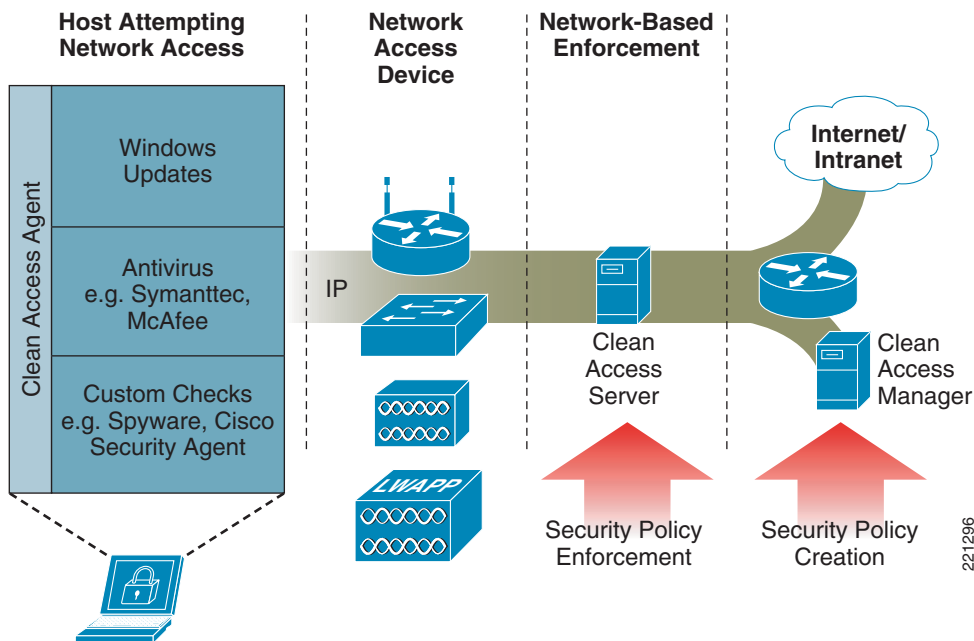 Host Attempting
Network Access
Network
Access
Device
Network-Based
Enforcement
Clean Access Agent
Windows
Updates
Antivirus
e.g. Symanttec,
McAfee
Custom Checks
e.g. Spyware, Cisco
Security Agent
IP
LWAPP
Clean
Access
Server
Security Policy
Enforcement
Internet/
Intranet
Clean
Access
Manager
Security Policy
Creation
221296